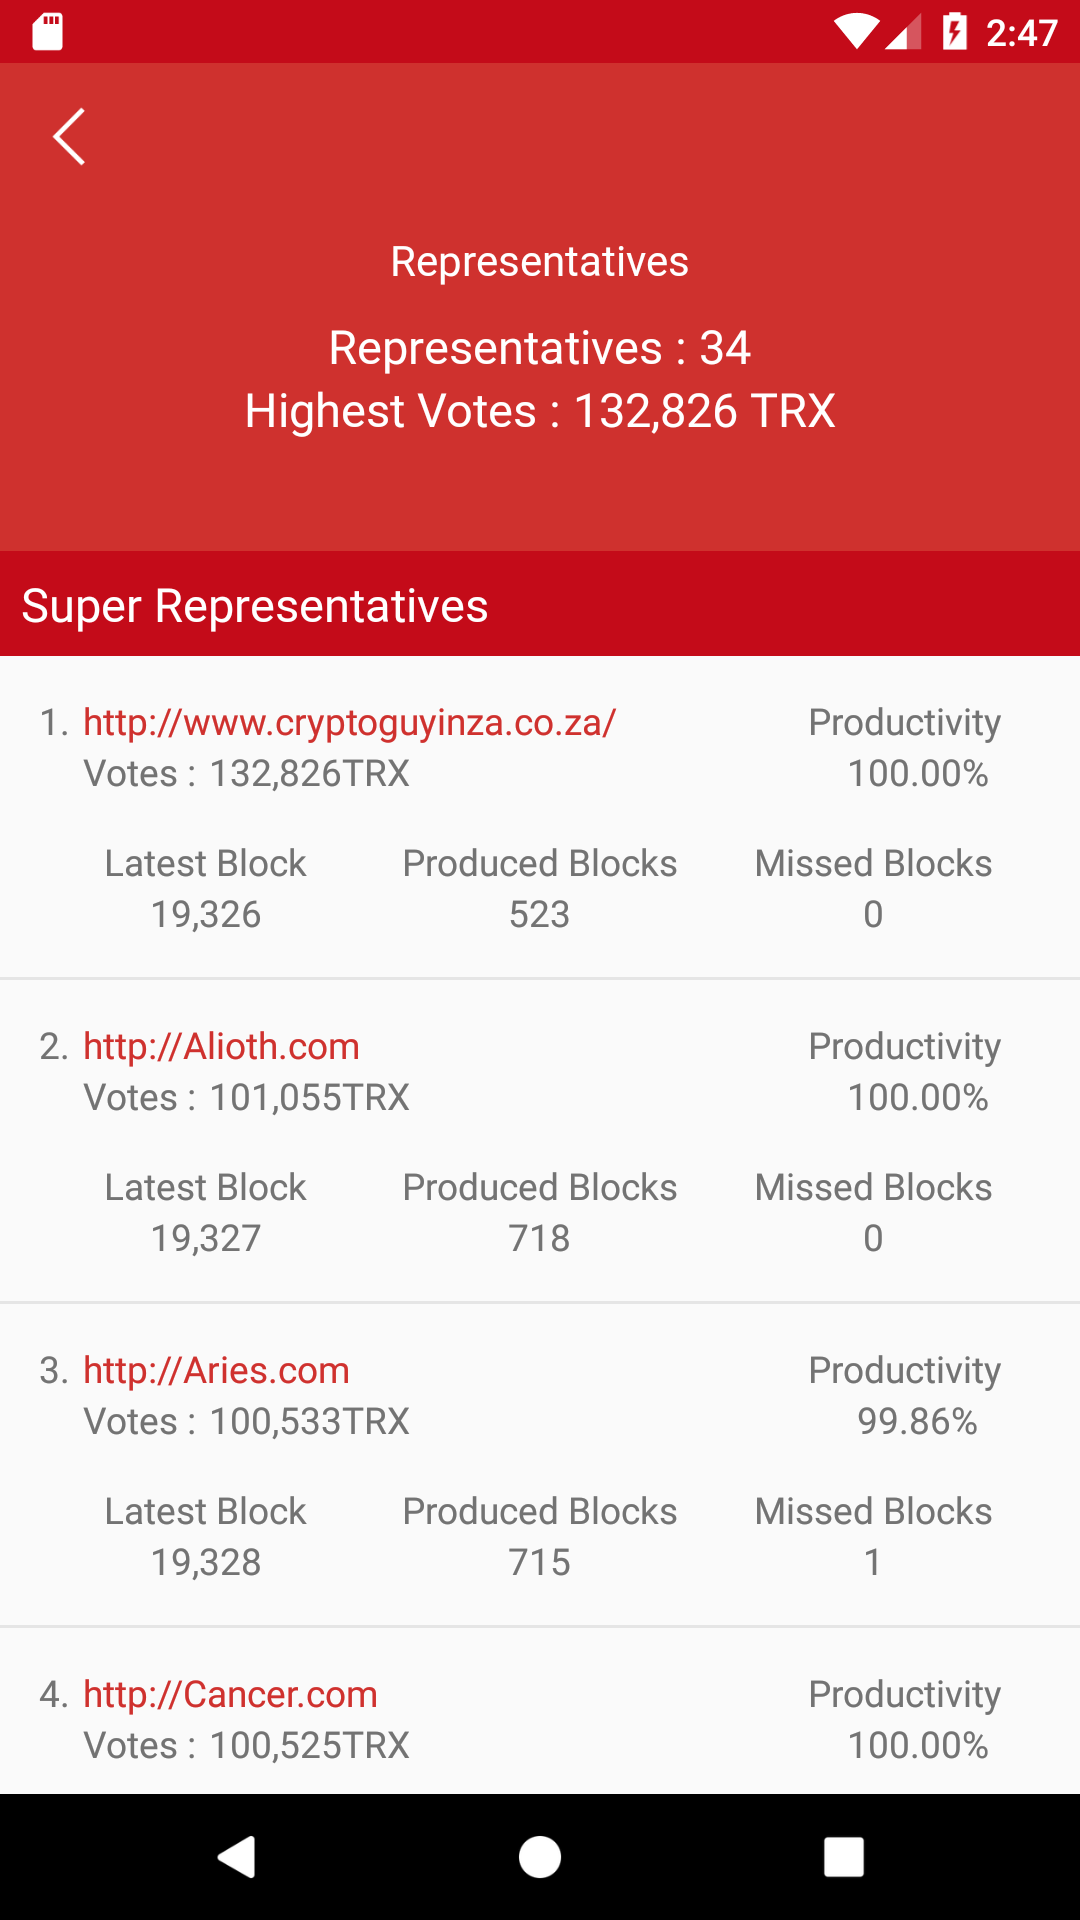 2:47
Representatives
Representatives : 34
Highest Votes : 132,826 TRX
Super Representatives
1. http://www.cryptoguyinza.co.za/ Productivity
Votes : 132,826TRX 100.00%
Latest Block Produced Blocks Missed Blocks
19,326 523 0
2. http://Alioth.com Productivity
Votes : 101,055TRX 100.00%
Latest Block Produced Blocks Missed Blocks
19,327 718 0
3. http://Aries.com Productivity
Votes : 100,533TRX 99.86%
Latest Block Produced Blocks Missed Blocks
19,328 715 1
4. http://Cancer.com Productivity
Votes : 100,525TRX 100.00%